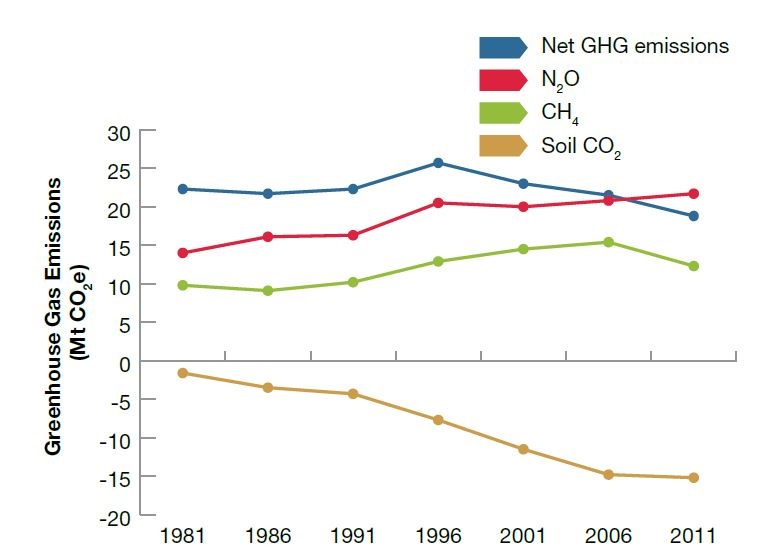 Net GHG emissions
N₂O
CH₄
Soil CO₂
Greenhouse Gas Emissions
(Mt CO₂e)
30
25
20
15
10
5
0
-5
-10
-15
-20
1981 1986 1991 1996 2001 2006 2011